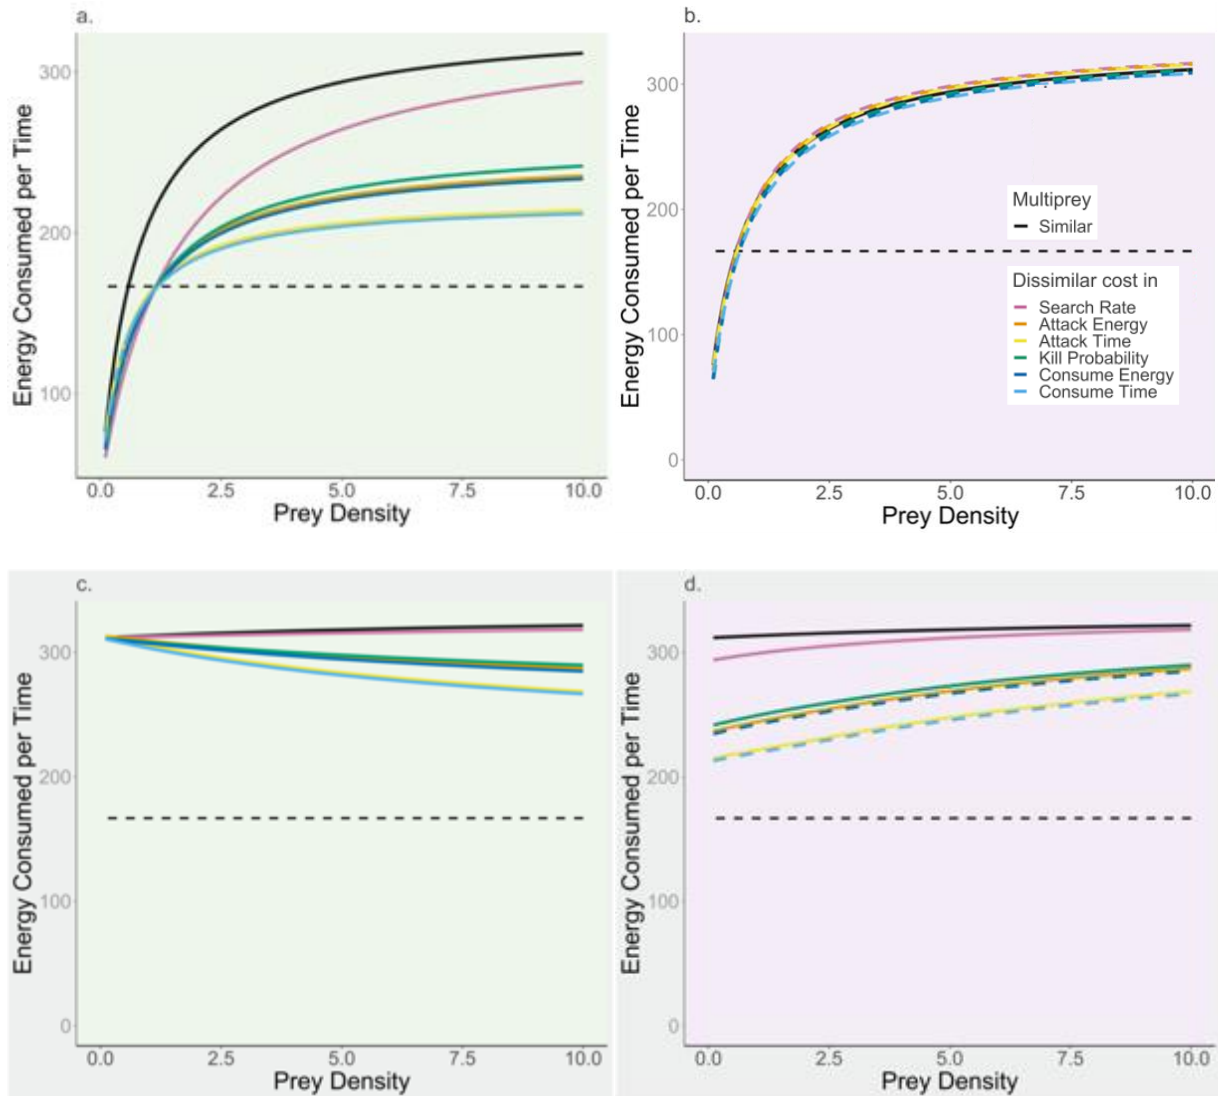 a.
300
200
100
Energy Consumed per Time
0.0 2.5 5.0 7.5 10.0
Prey Density
b.
300
200
100
0
Energy Consumed per Time
Multiprey
Similar
Dissimilar cost in
Search Rate
Attack Energy
Attack Time
Kill Probability
Consume Energy
Consume Time
0.0 2.5 5.0 7.5 10.0
Prey Density
c.
300
200
100
0
Energy Consumed per Time
0.0 2.5 5.0 7.5 10.0
Prey Density
d.
300
200
100
0
Energy Consumed per Time
0.0 2.5 5.0 7.5 10.0
Prey Density